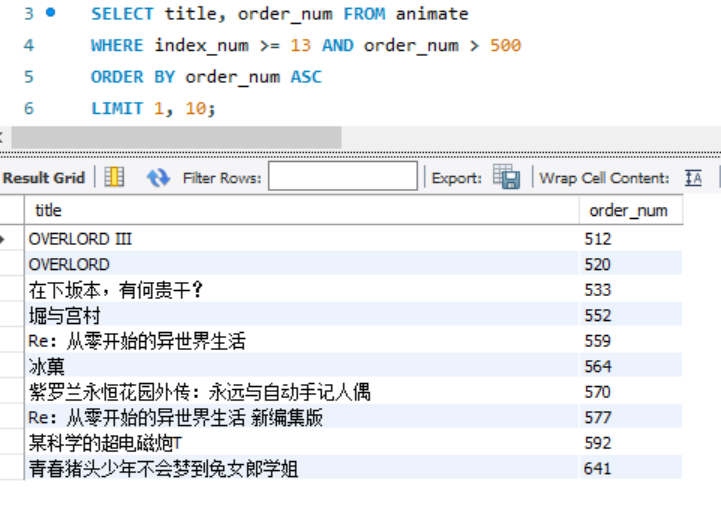 3 SELECT title, order_num FROM animate
4 WHERE index_num >= 13 AND order_num > 500
5 ORDER BY order_num ASC
6 LIMIT 1, 10;
Result Grid Filter Rows: Export: Wrap Cell Content:
title order_num
OVERLORD III 512
OVERLORD 520
在下坂本，有何贵干？ 533
堀与宫村 552
Re：从零开始的异世界生活 559
冰菓 564
紫罗兰永恒花园外传：永远与自动手记人偶 570
Re：从零开始的异世界生活 新编集版 577
某科学的超电磁炮T 592
青春猪头少年不会梦到兔女郎学姐 641